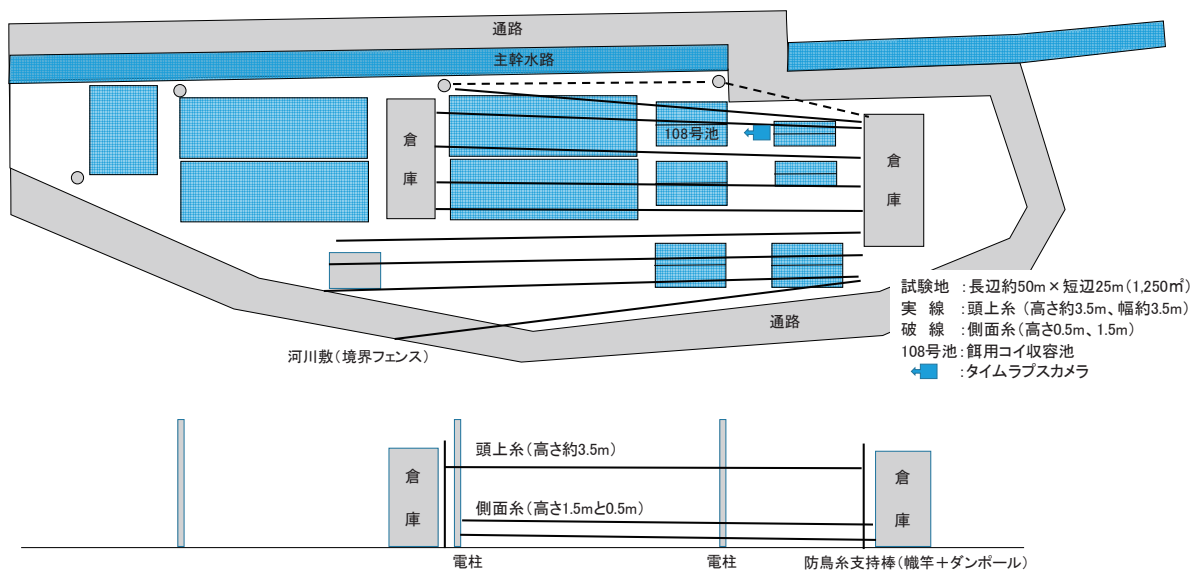 通路
主幹水路
倉庫
108号池
倉庫
通路
河川敷（境界フェンス）
試験地 ：長辺約50m×短辺25m（1,250㎡）
実 線 ：頭上糸（高さ約3.5m、幅約3.5m）
破 線 ：側面糸（高さ0.5m、1.5m）
108号池：餌用コイ収容池
：タイムラプスカメラ
頭上糸（高さ約3.5m）
倉庫
倉庫
側面糸（高さ1.5mと0.5m）
電柱
電柱
防鳥糸支持棒（幟竿＋ダンポール）